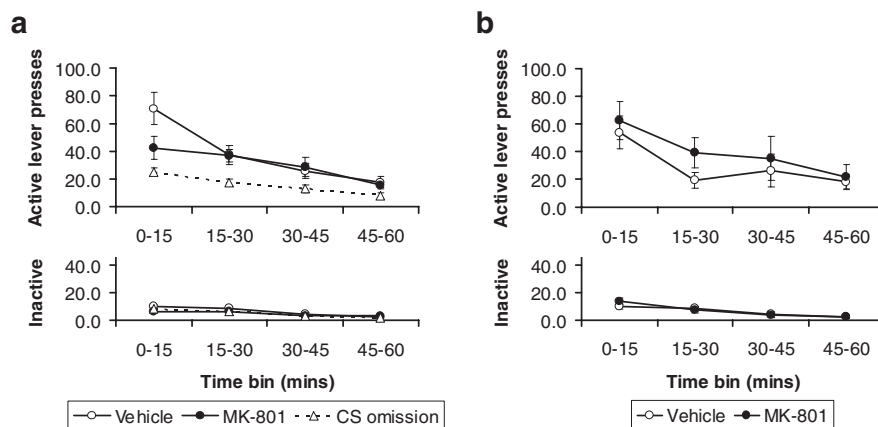 a
Active lever presses
100.0
80.0
60.0
40.0
20.0
0.0
0-15 15-30 30-45 45-60
Inactive
40.0
20.0
0.0
0-15 15-30 30-45 45-60
Time bin (mins)
Vehicle MK-801 CS omission
b
Active lever presses
100.0
80.0
60.0
40.0
20.0
0.0
0-15 15-30 30-45 45-60
Inactive
40.0
20.0
0.0
0-15 15-30 30-45 45-60
Time bin (mins)
Vehicle MK-801